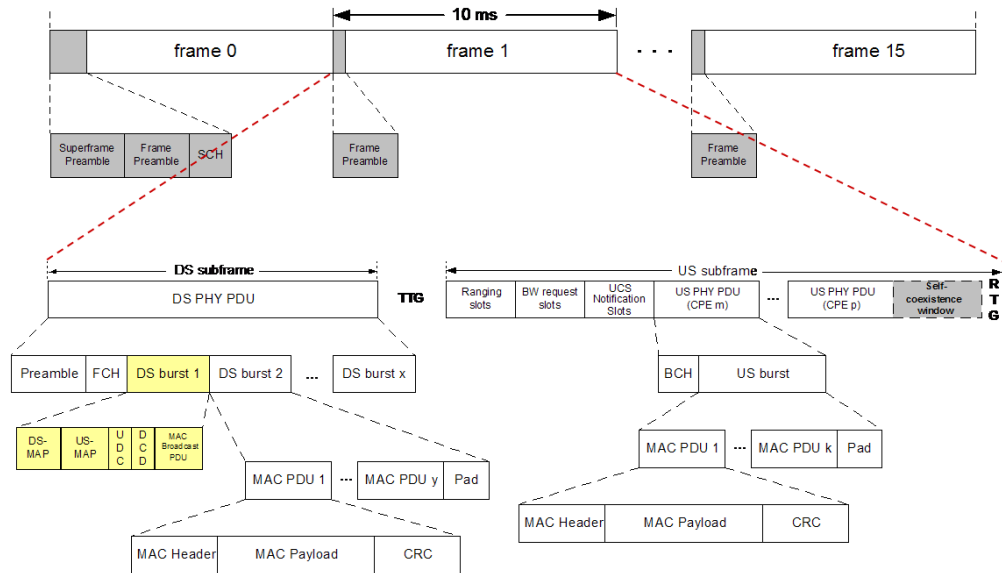 10 ms
frame 0
frame 1
. . .
frame 15
Superframe
Preamble
Frame
Preamble
SCH
Frame
Preamble
Frame
Preamble
DS subframe
US subframe
DS PHY PDU
TTG
Ranging
slots
BW request
slots
UCS
Notification
Slots
US PHY PDU
(CPE m)
...
US PHY PDU
(CPE p)
Self-
coexistence
window
R
T
G
Preamble
FCH
DS burst 1
DS burst 2
...
DS burst x
BCH
US burst
DS-
MAP
US-
MAP
U
D
C
D
C
D
MAC
Broadcast
PDU
MAC PDU 1
...
MAC PDU y
Pad
MAC PDU 1
...
MAC PDU k
Pad
MAC Header
MAC Payload
CRC
MAC Header
MAC Payload
CRC